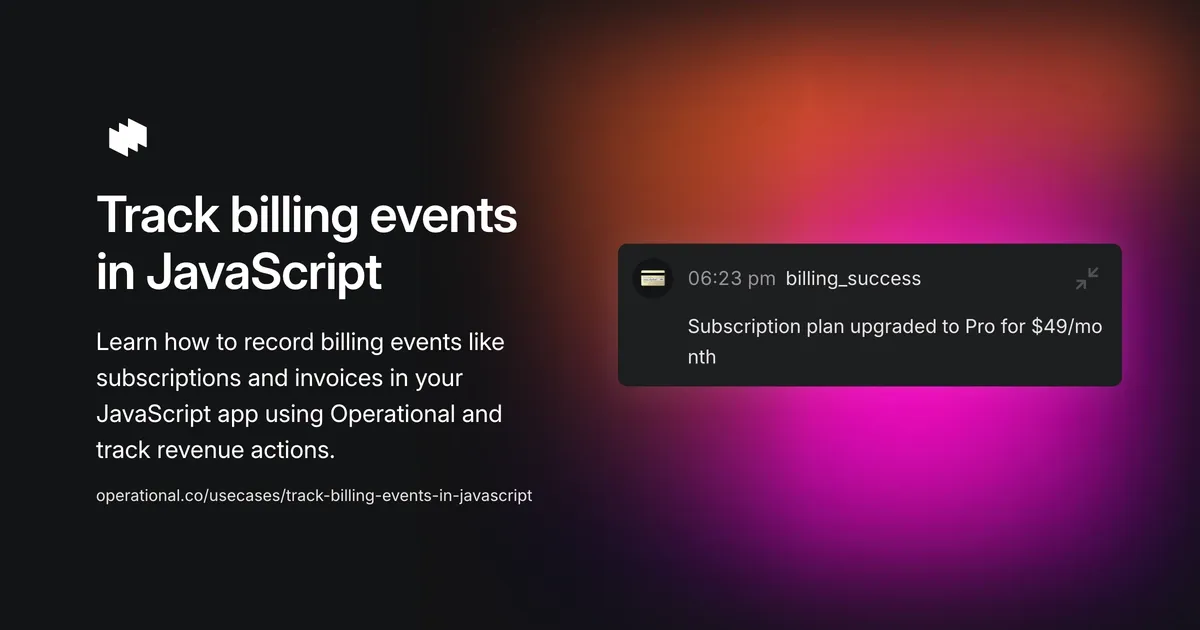 Track billing events
in JavaScript
Learn how to record billing events like
subscriptions and invoices in your
JavaScript app using Operational and
track revenue actions.
operational.co/usecases/track-billing-events-in-javascript
06:23 pm billing_success
Subscription plan upgraded to Pro for $49/mo
nth